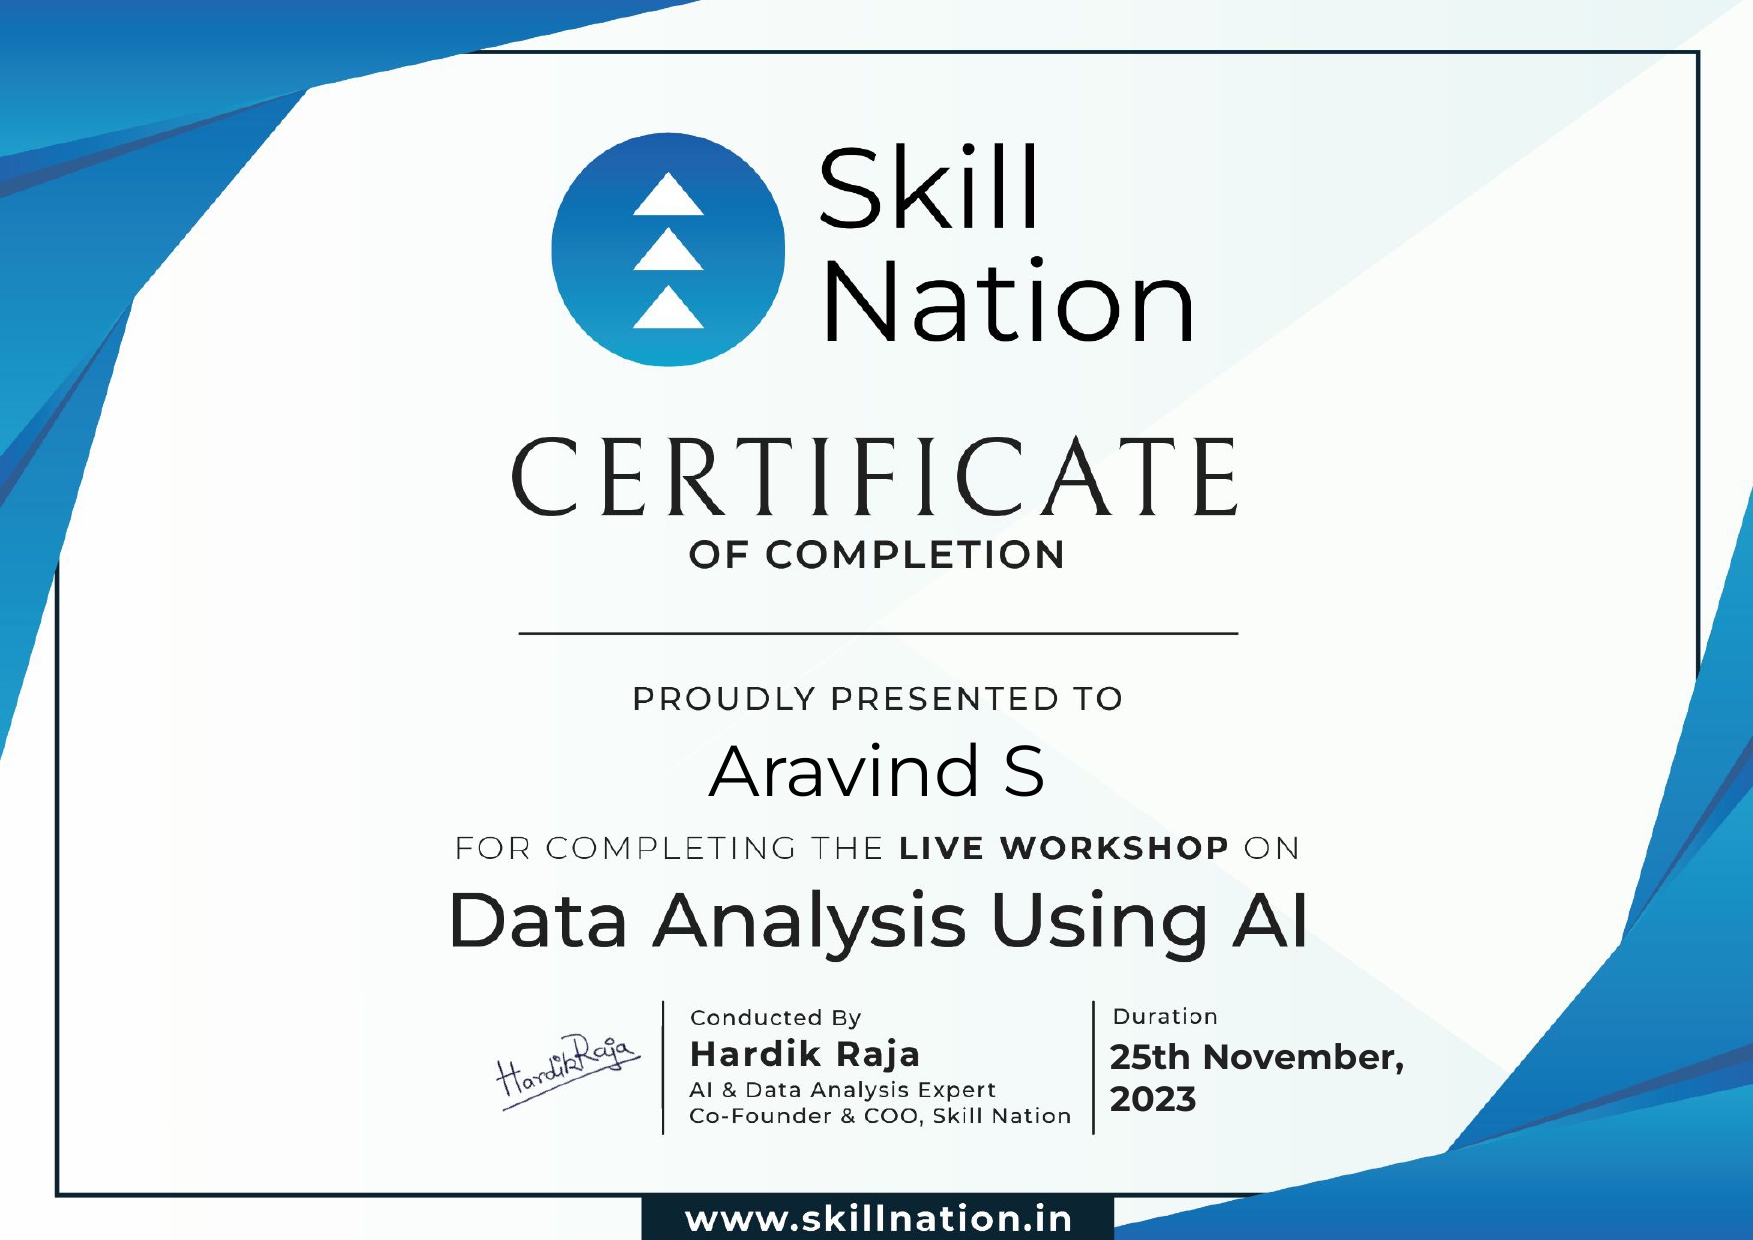 Skill
Nation
CERTIFICATE
OF COMPLETION
PROUDLY PRESENTED TO
Aravind S
FOR COMPLETING THE LIVE WORKSHOP ON
Data Analysis Using AI
Hardik Raja
Conducted By
Hardik Raja
AI & Data Analysis Expert
Co-Founder & COO, Skill Nation
Duration
25th November,
2023
www.skillnation.in